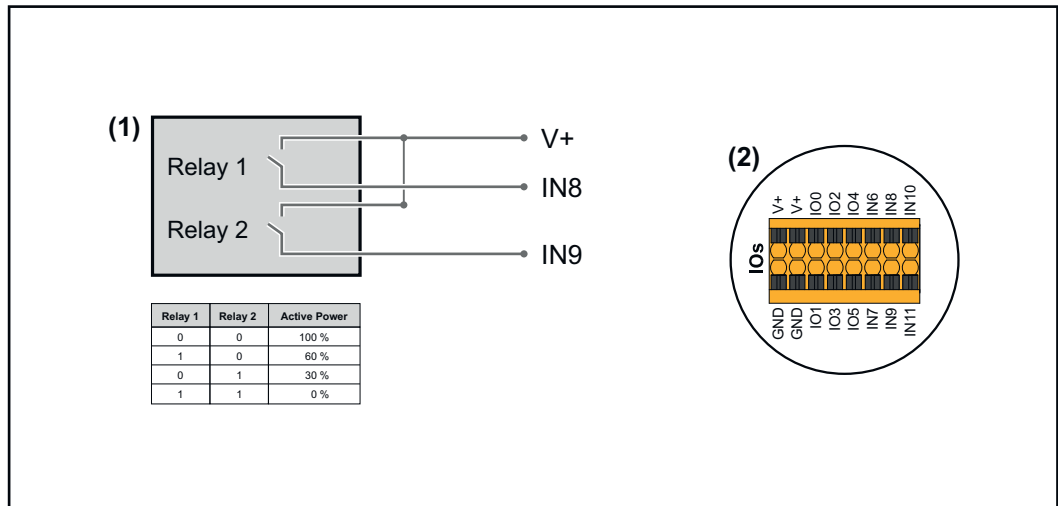 (1)
Relay 1
Relay 2
V+
IN8
IN9
Relay 1 Relay 2 Active Power
0 0 100 %
1 0 60 %
0 1 30 %
1 1 0 %
(2)
IOs
V+ V+ IO0 IO2 IO4 IN6 IN8 IN10
GND GND IO1 IO3 IO5 IN7 IN9 IN11